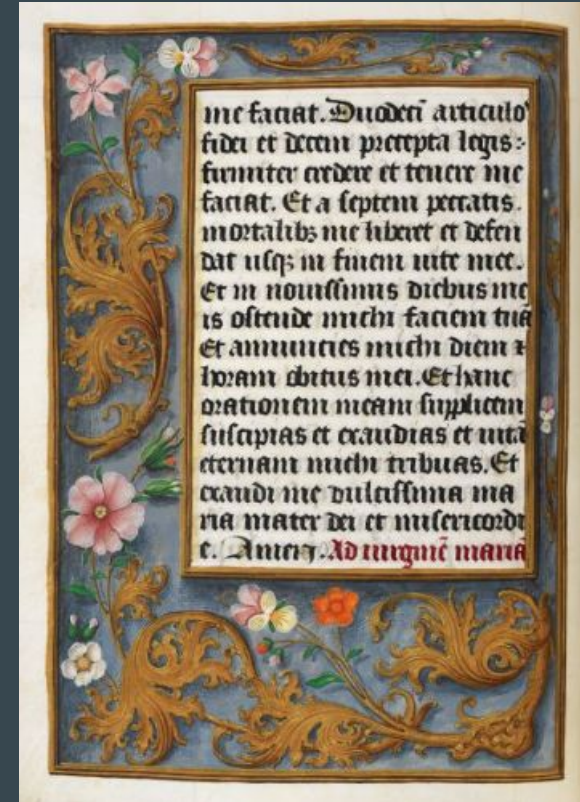 me faciat. Duodeci articulo
fidei et decem precepta legis :
firmiter credere et tenere me
faciat. Et a septem peccatis.
mortalibꝫ me liberet et defen
dat usqꝫ in finem uite mee.
Et in nouissimis diebus me
is ostende michi faciem tuā
Et annuncies michi diem ⁊
horam obitus mei. Et hanc
orationem meam supplicem
suscipias et exaudias et uitā
eternam michi tribuas. Et
exaudi me dulcissima ma
ria mater dei et misericordi
e. Amen. Ad uirginē mariā